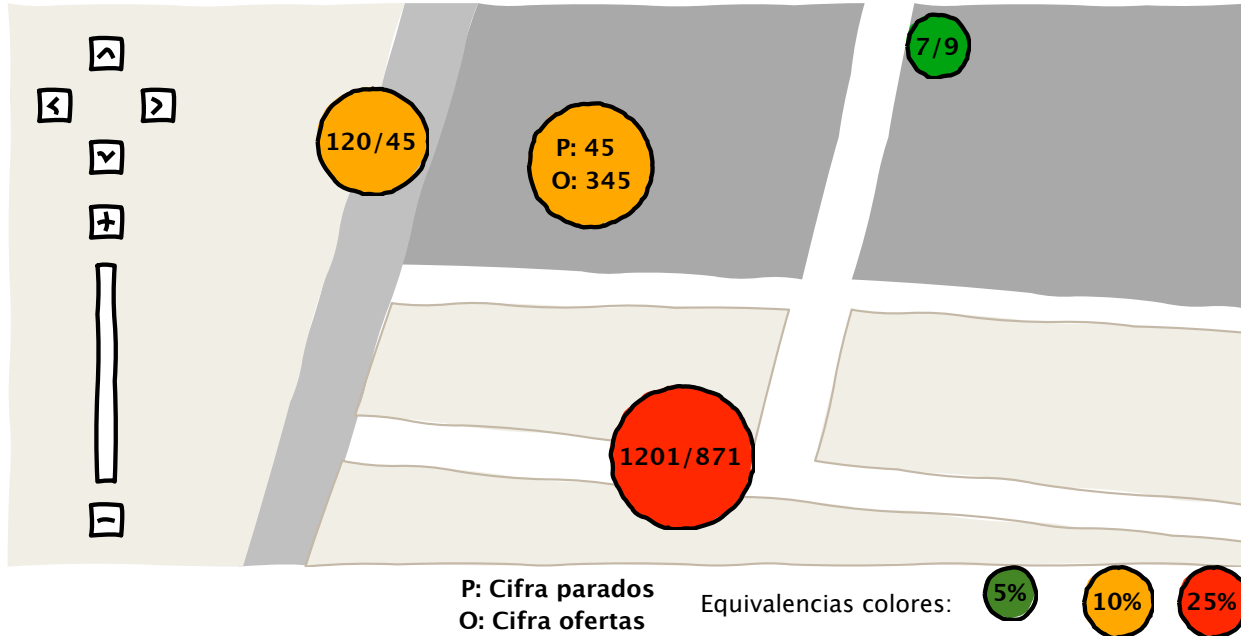 7/9
120/45
P: 45
O: 345
1201/871
P: Cifra parados
O: Cifra ofertas
Equivalencias colores:
5%
10%
25%